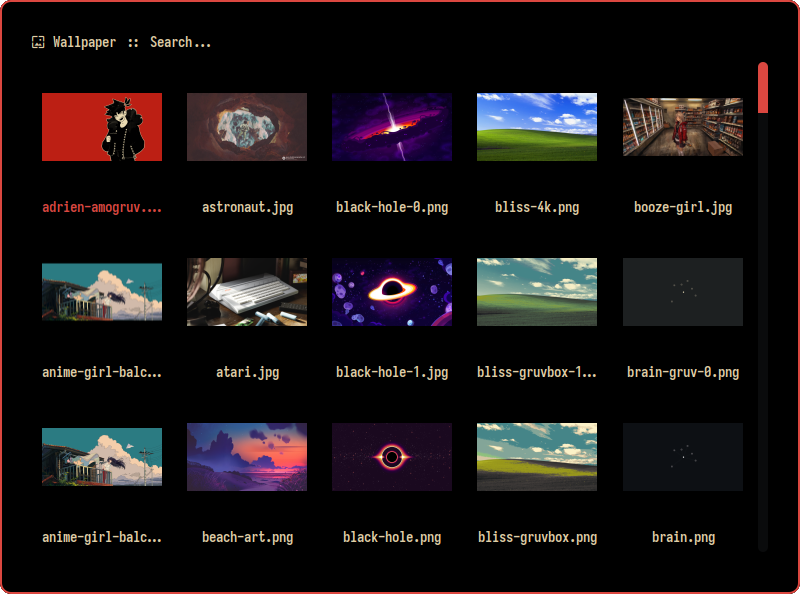 Wallpaper :: Search...
adrien-amogruv....
astronaut.jpg
black-hole-0.png
bliss-4k.png
booze-girl.jpg
anime-girl-balc...
atari.jpg
black-hole-1.jpg
bliss-gruvbox-1...
brain-gruv-0.png
anime-girl-balc...
beach-art.png
black-hole.png
bliss-gruvbox.png
brain.png